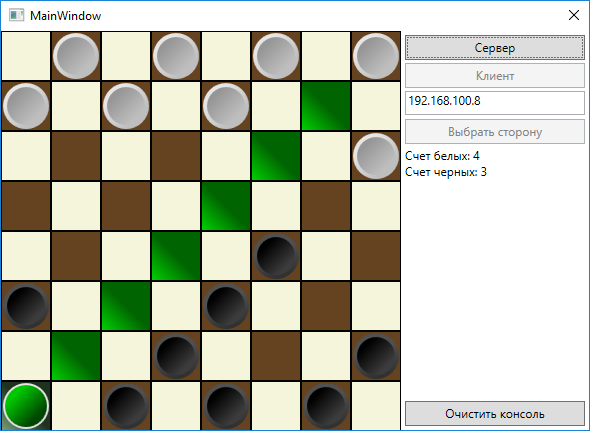 MainWindow
Сервер
Клиент
192.168.100.8
Выбрать сторону
Счет белых: 4
Счет черных: 3
Очистить консоль